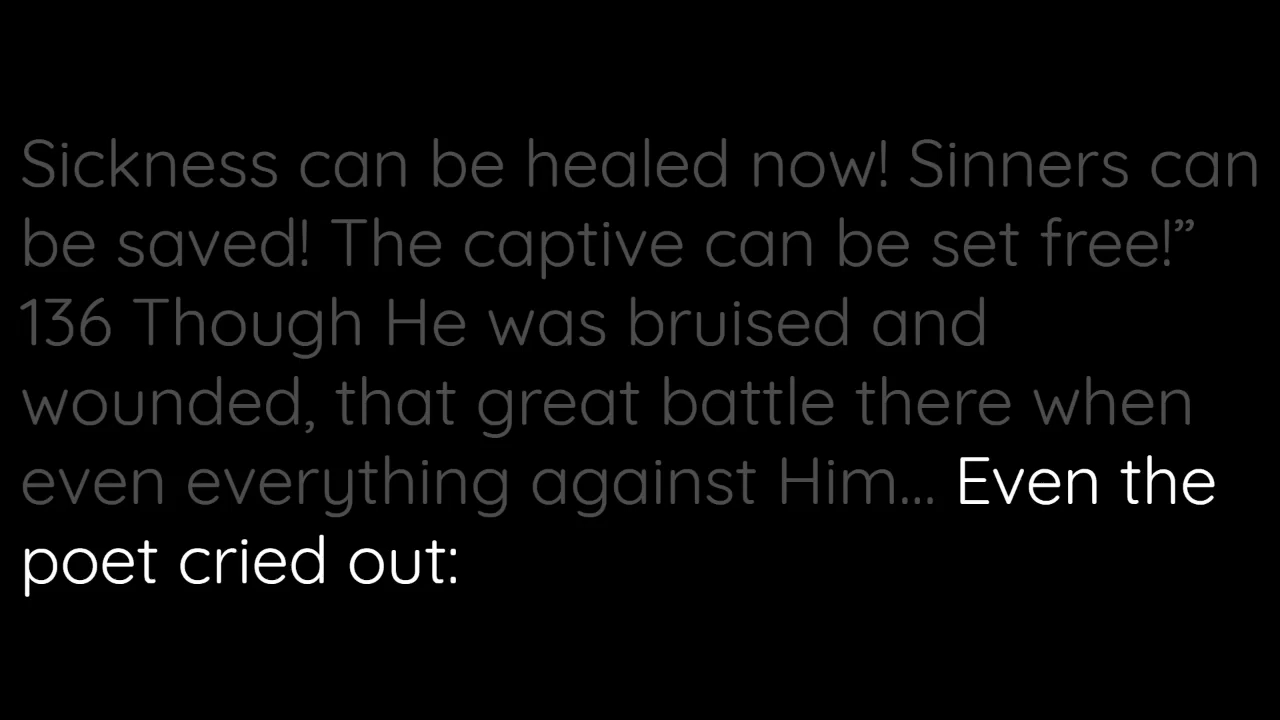 Sickness can be healed now! Sinners can
be saved! The captive can be set free!”
136 Though He was bruised and
wounded, that great battle there when
even everything against Him... Even the
poet cried out: